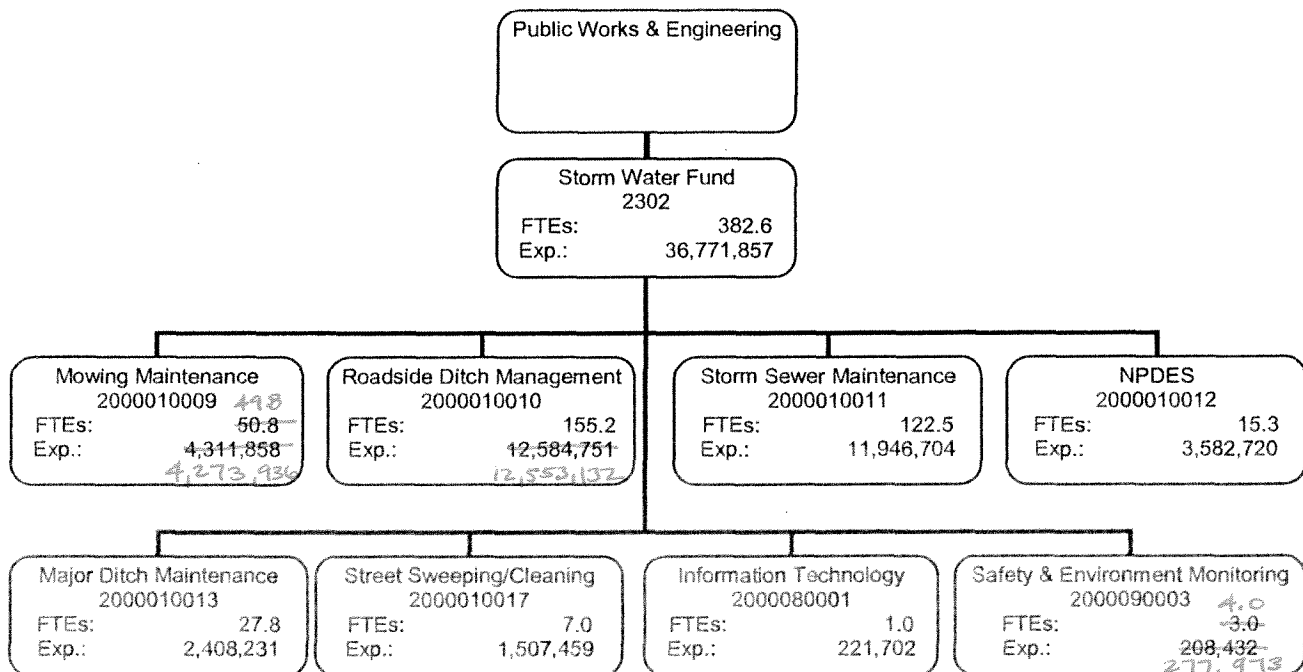 Public Works & Engineering
Storm Water Fund
2302
FTEs: 382.6
Exp.: 36,771,857
Mowing Maintenance
2000010009
49.8
FTEs: 50.8
Exp.: 4,311,858
4,273,936
Roadside Ditch Management
2000010010
FTEs: 155.2
Exp.: 12,584,751
12,553,132
Storm Sewer Maintenance
2000010011
FTEs: 122.5
Exp.: 11,946,704
NPDES
2000010012
FTEs: 15.3
Exp.: 3,582,720
Major Ditch Maintenance
2000010013
FTEs: 27.8
Exp.: 2,408,231
Street Sweeping/Cleaning
2000010017
FTEs: 7.0
Exp.: 1,507,459
Information Technology
2000080001
FTEs: 1.0
Exp.: 221,702
Safety & Environment Monitoring
2000090003
4.0
FTEs: 3.0
Exp.: 208,432
277,973